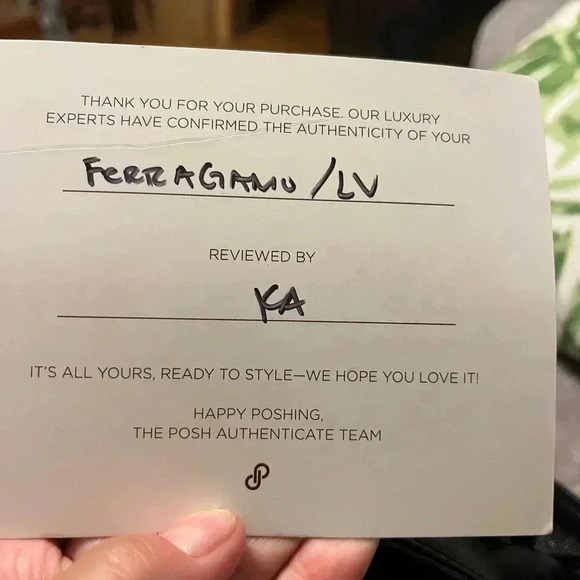 THANK YOU FOR YOUR PURCHASE. OUR LUXURY
EXPERTS HAVE CONFIRMED THE AUTHENTICITY OF YOUR
FERRAGAMO / LV
REVIEWED BY
KA
IT'S ALL YOURS, READY TO STYLE—WE HOPE YOU LOVE IT!
HAPPY POSHING,
THE POSH AUTHENTICATE TEAM